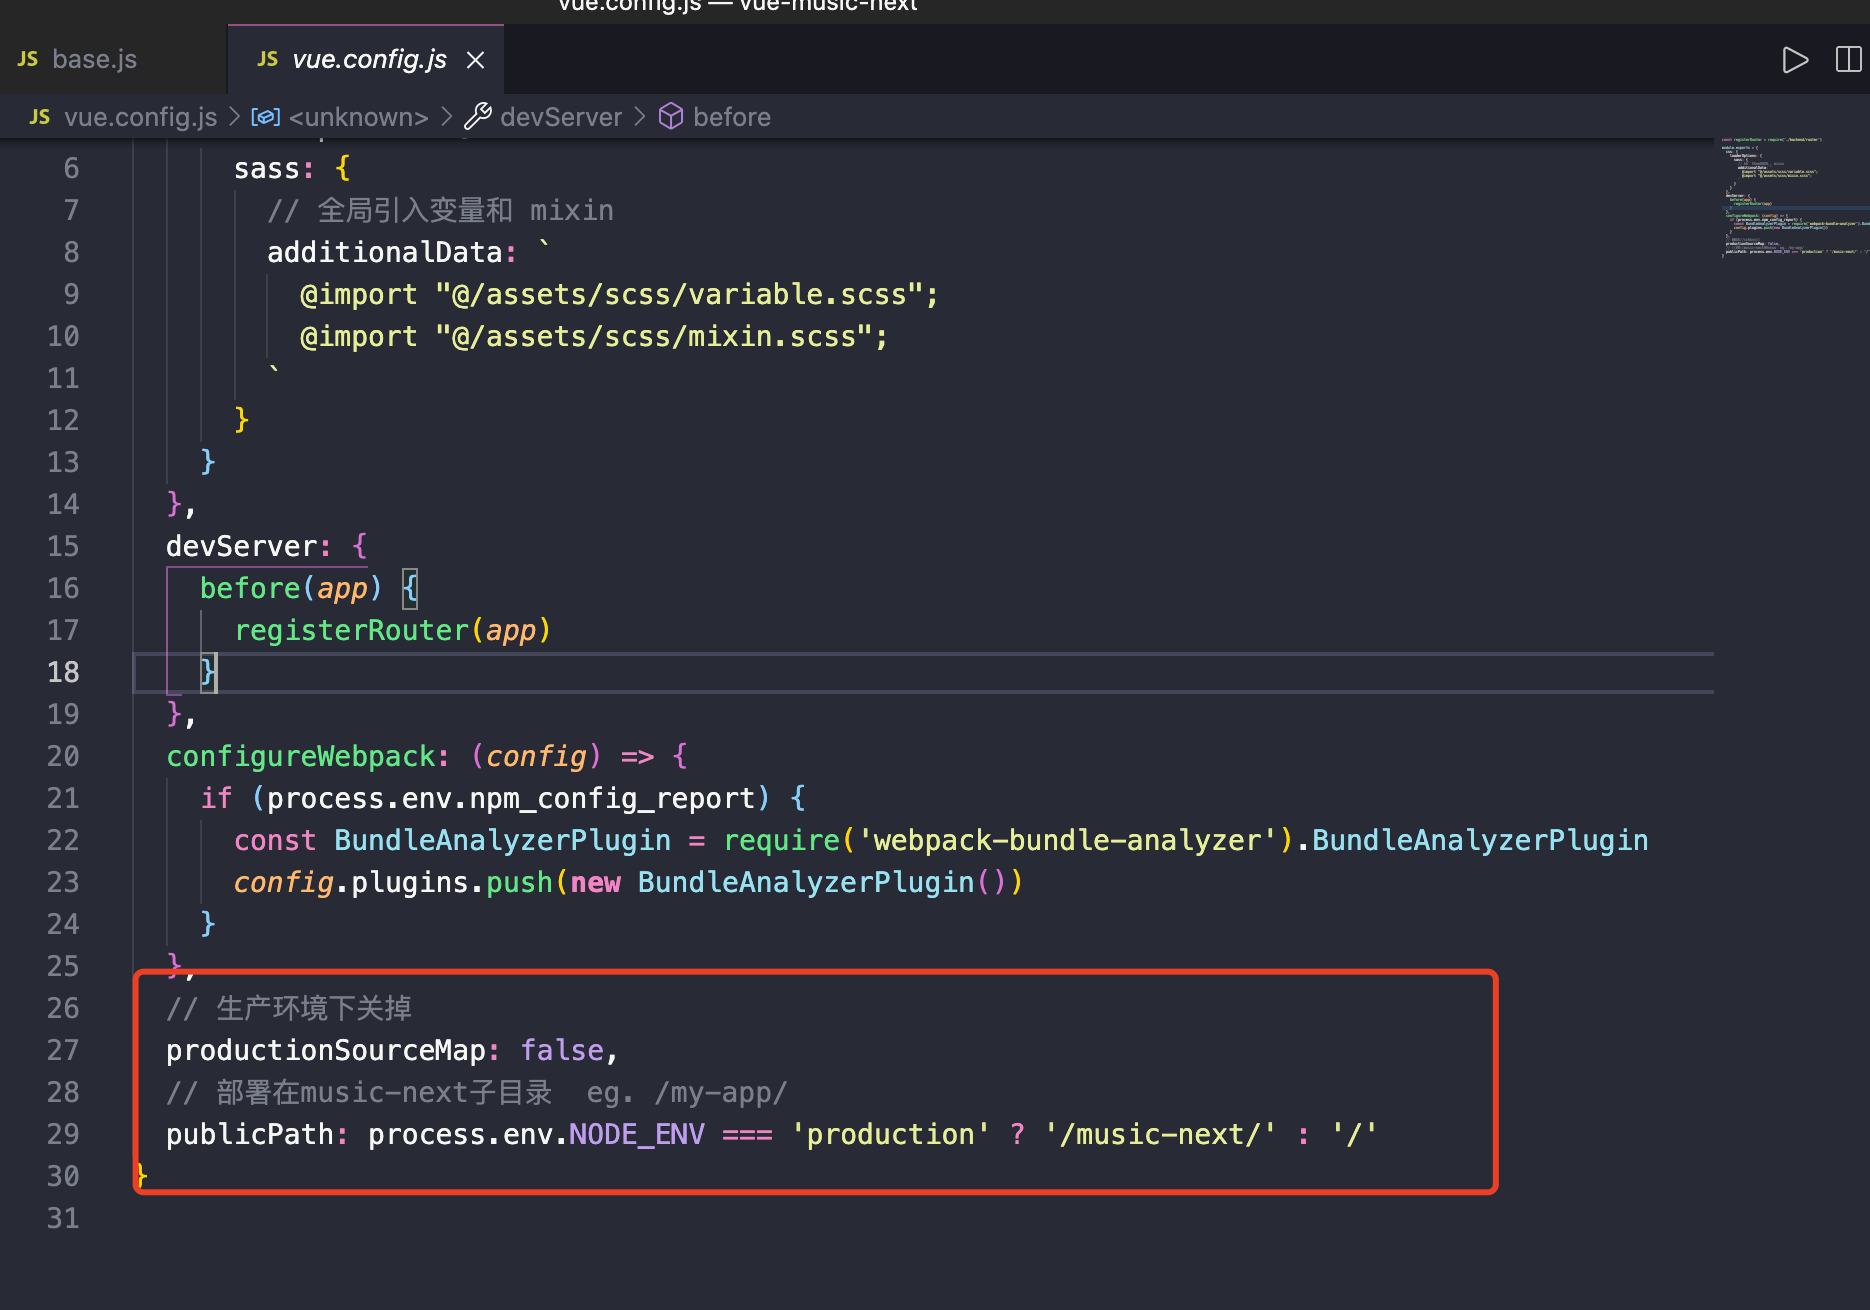 vue.config.js — vue-music-next
JS base.js
JS vue.config.js
JS vue.config.js > <unknown> > devServer > before
6 sass: {
7 // 全局引入变量和 mixin
8 additionalData: `
9 @import "@/assets/scss/variable.scss";
10 @import "@/assets/scss/mixin.scss";
11 `
12 }
13 }
14 },
15 devServer: {
16 before(app) {
17 registerRouter(app)
18 }
19 },
20 configureWebpack: (config) => {
21 if (process.env.npm_config_report) {
22 const BundleAnalyzerPlugin = require('webpack-bundle-analyzer').BundleAnalyzerPlugin
23 config.plugins.push(new BundleAnalyzerPlugin())
24 }
25 },
26 // 生产环境下关掉
27 productionSourceMap: false,
28 // 部署在music-next子目录  eg. /my-app/
29 publicPath: process.env.NODE_ENV === 'production' ? '/music-next/' : '/'
30 }
31